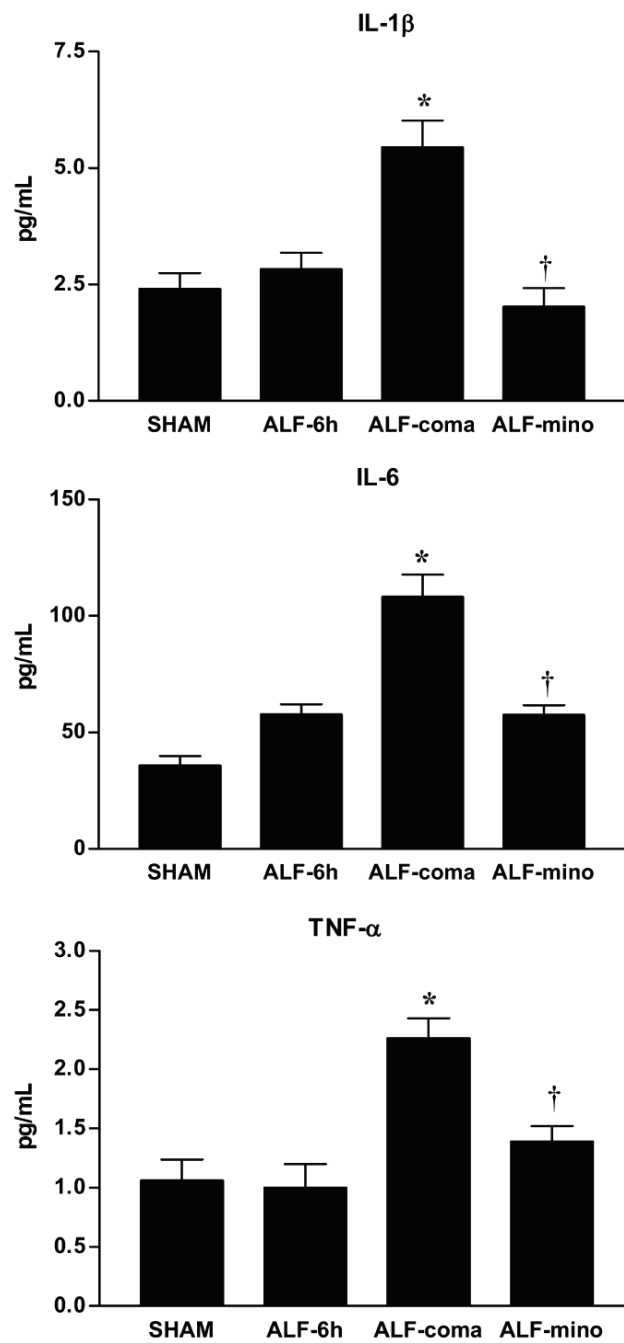 IL-1β
7.5
*
5.0
pg/mL
†
2.5
0.0
SHAM ALF-6h ALF-coma ALF-mino
IL-6
150
*
100
pg/mL
†
50
0
SHAM ALF-6h ALF-coma ALF-mino
TNF-α
3.0
*
2.5
2.0
pg/mL
†
1.5
1.0
0.5
0.0
SHAM ALF-6h ALF-coma ALF-mino